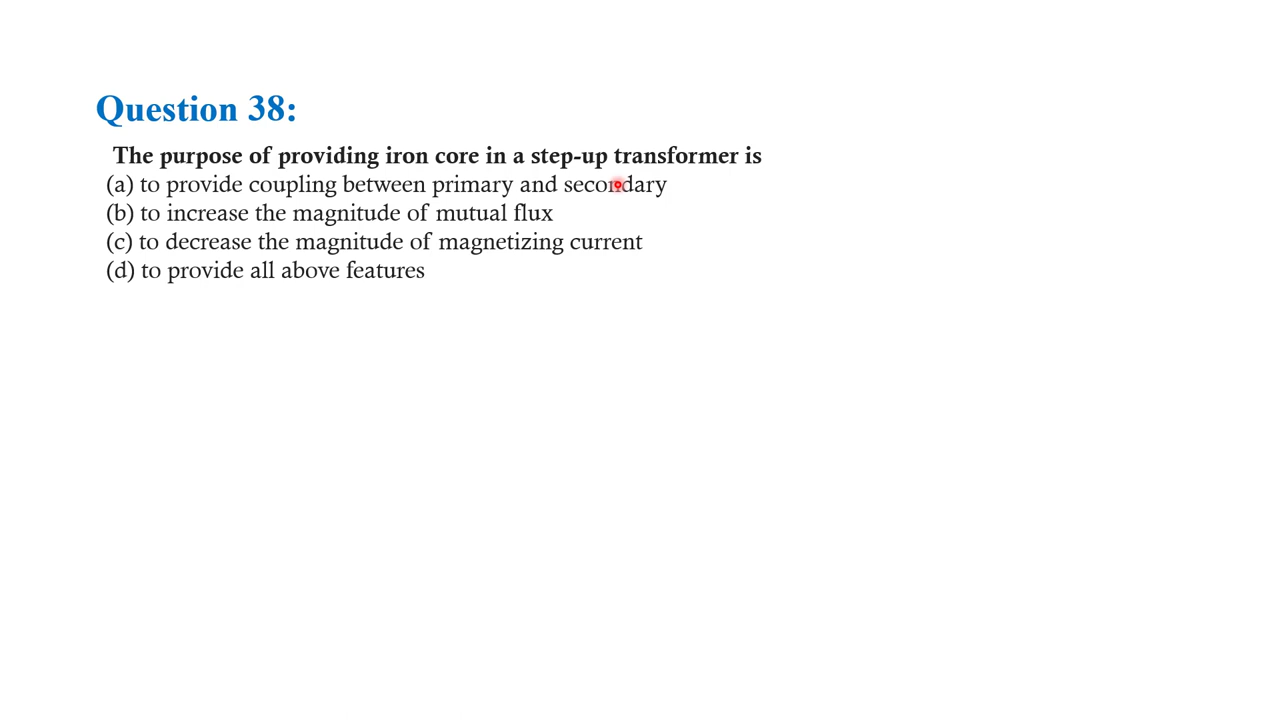 Question 38:
The purpose of providing iron core in a step-up transformer is
(a) to provide coupling between primary and secondary
(b) to increase the magnitude of mutual flux
(c) to decrease the magnitude of magnetizing current
(d) to provide all above features